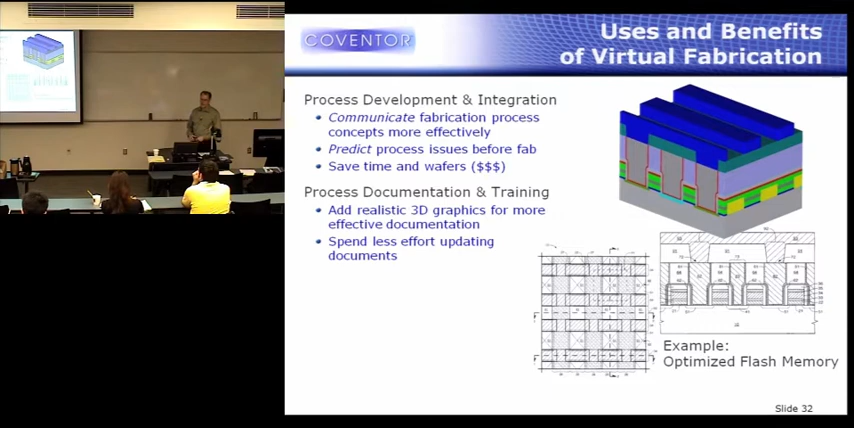 COVENTOR
Uses and Benefits
of Virtual Fabrication
Process Development & Integration
Communicate fabrication process
concepts more effectively
Predict process issues before fab
Save time and wafers ($$$)
Process Documentation & Training
Add realistic 3D graphics for more
effective documentation
Spend less effort updating
documents
Example:
Optimized Flash Memory
Slide 32